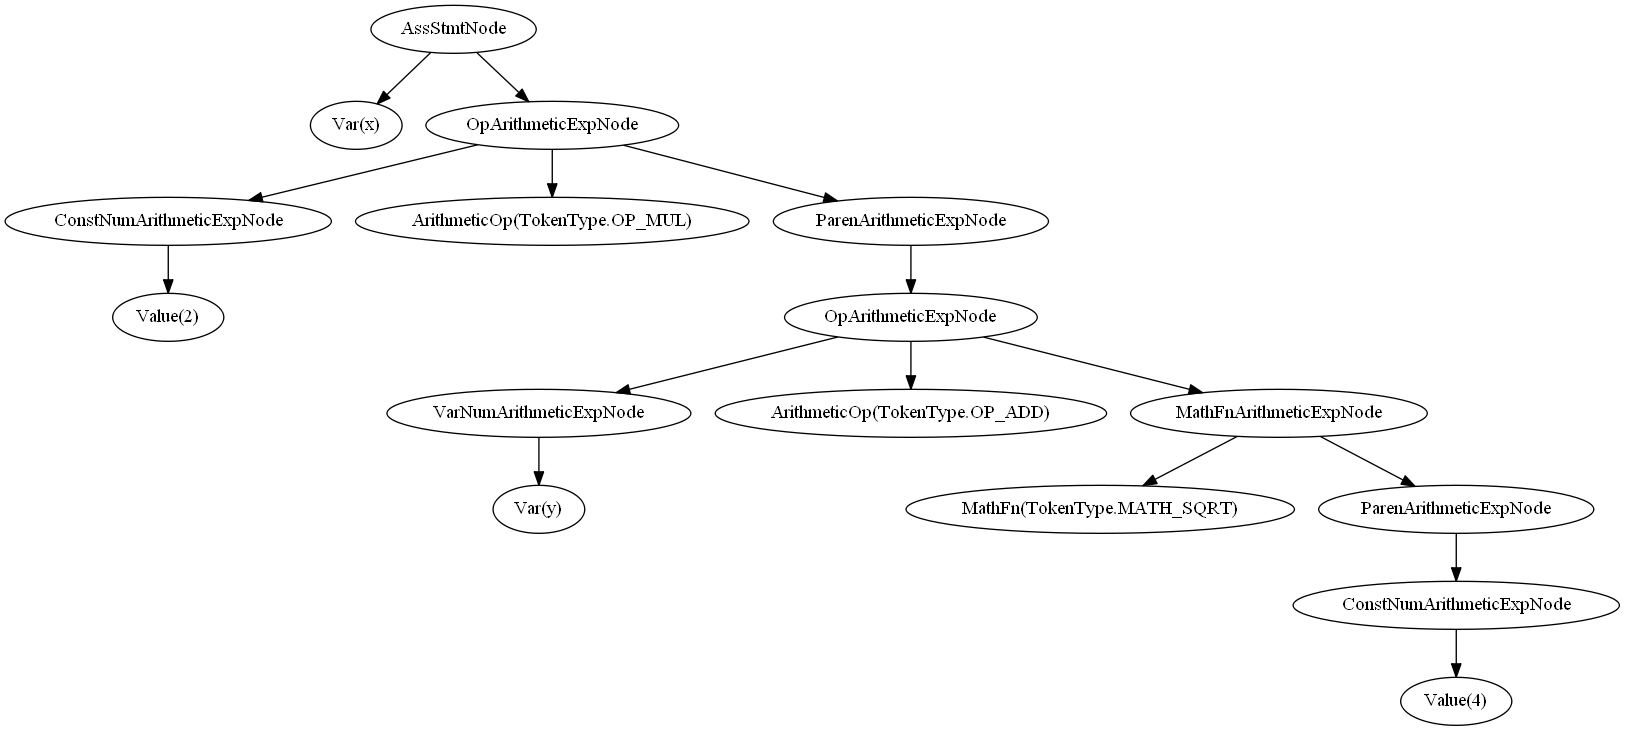 AssStmtNode
Var(x)
OpArithmeticExpNode
ConstNumArithmeticExpNode
ArithmeticOp(TokenType.OP_MUL)
ParenArithmeticExpNode
Value(2)
OpArithmeticExpNode
VarNumArithmeticExpNode
ArithmeticOp(TokenType.OP_ADD)
MathFnArithmeticExpNode
Var(y)
MathFn(TokenType.MATH_SQRT)
ParenArithmeticExpNode
ConstNumArithmeticExpNode
Value(4)